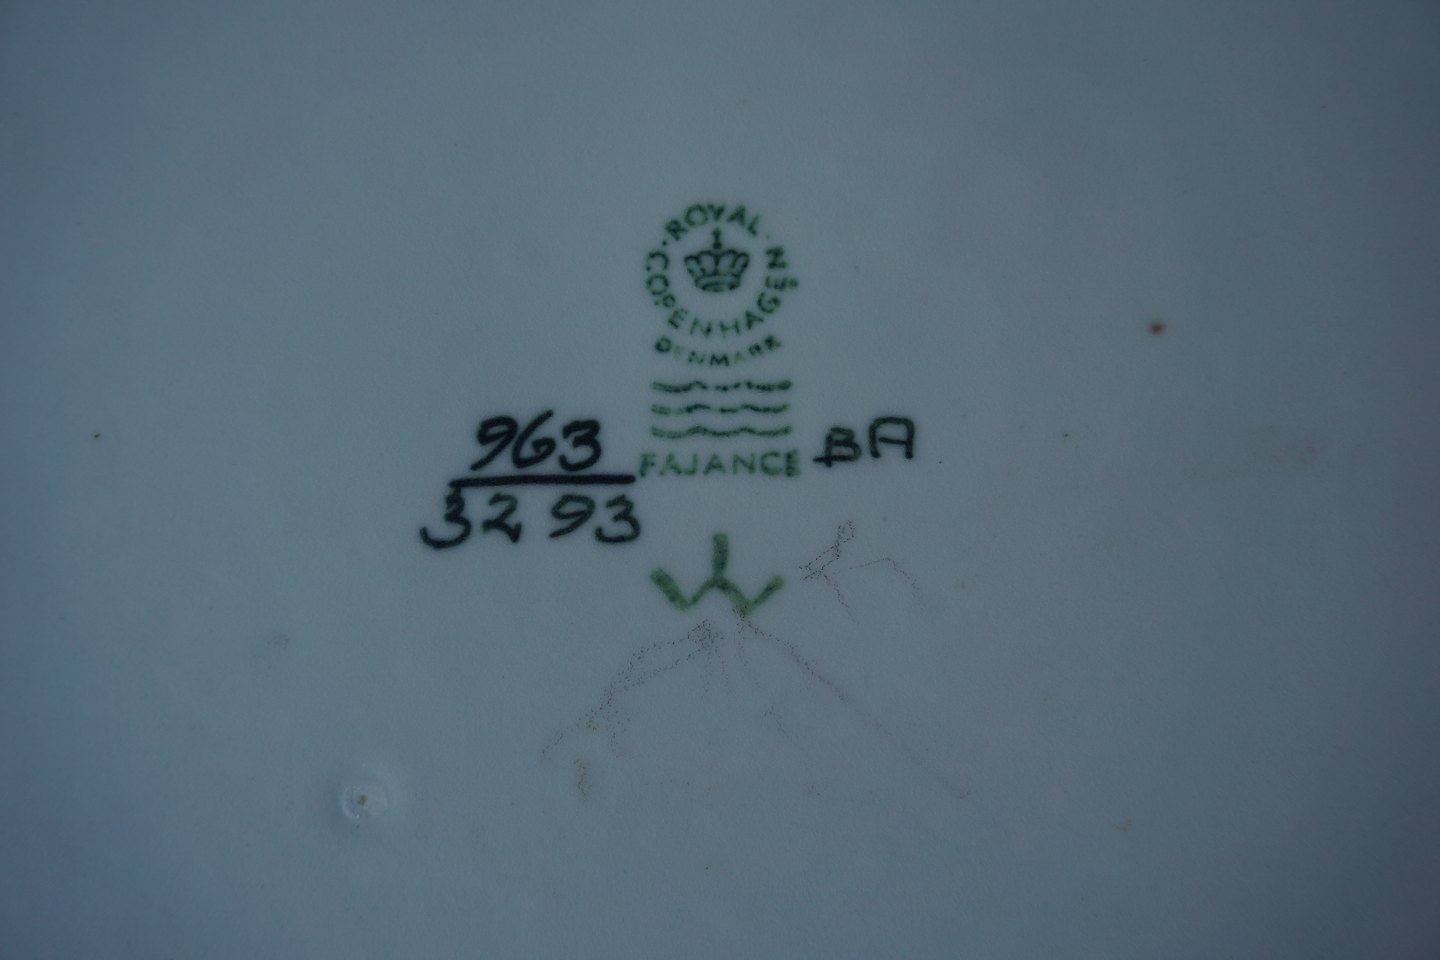 ROYAL COPENHAGEN
DENMARK
963
3293
FAJANCE
BA